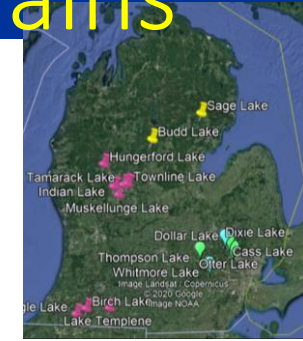 ains
Sage Lake
Budd Lake
Hungerford Lake
Tamarack Lake Townline Lake
Indian Lake
Muskellunge Lake
Dollar Lake Dixie Lake
Thompson Lake Cass Lake
Otter Lake
Whitmore Lake
Image Landsat / Copernicus
© 2020 Google
Image NOAA
gle Lake Birch Lake
Lake Templene